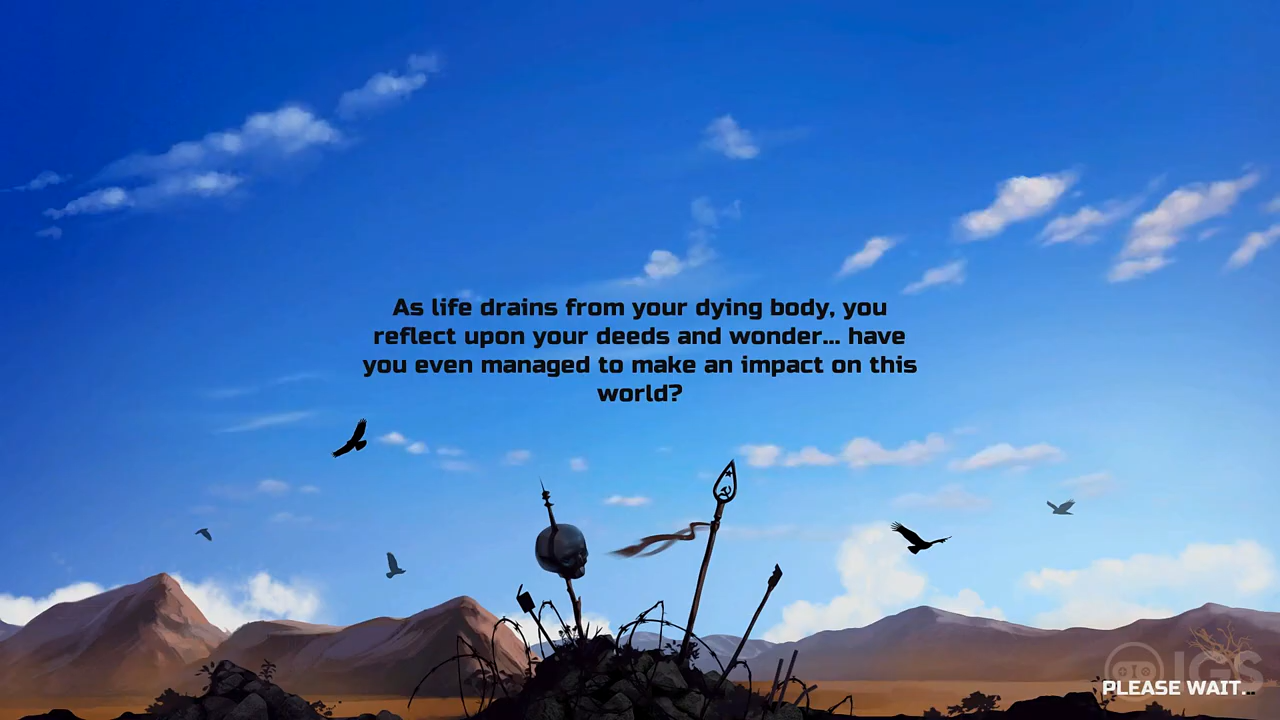 As life drains from your dying body, you
reflect upon your deeds and wonder... have
you even managed to make an impact on this
world?
IGS
PLEASE WAIT...